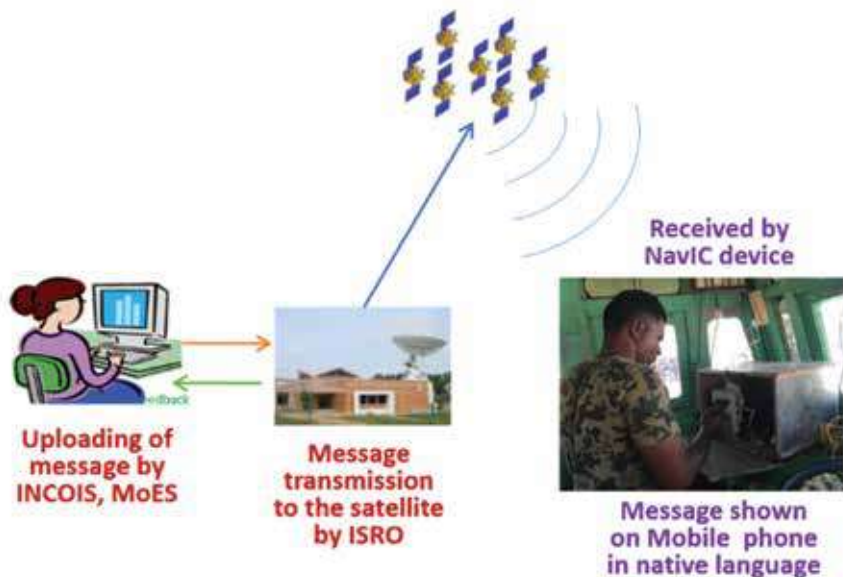 Received by
NavIC device
edback
Uploading of
message by
INCOIS, MoES
Message
transmission
to the satellite
by ISRO
Message shown
on Mobile phone
in native language